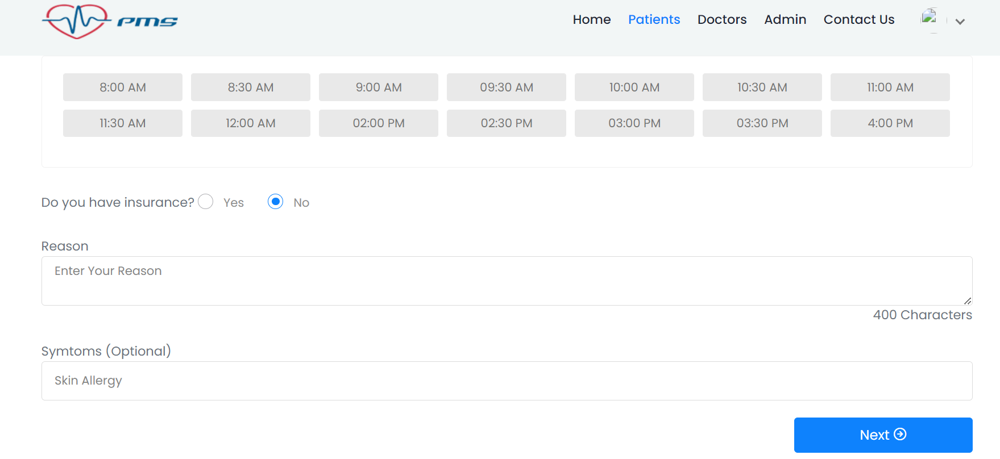 PMS
Home Patients Doctors Admin Contact Us
8:00 AM 8:30 AM 9:00 AM 09:30 AM 10:00 AM 10:30 AM 11:00 AM
11:30 AM 12:00 AM 02:00 PM 02:30 PM 03:00 PM 03:30 PM 4:00 PM
Do you have insurance? Yes No
Reason
Enter Your Reason
400 Characters
Symtoms (Optional)
Skin Allergy
Next